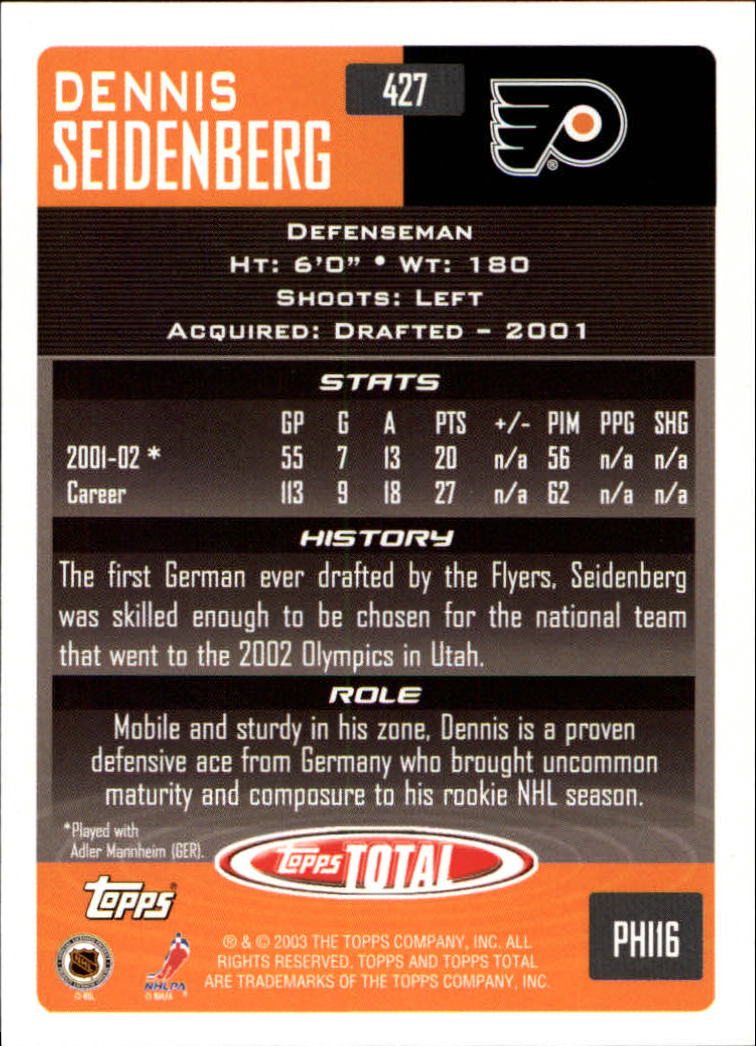 DENNIS
SEIDENBERG
427
®
DEFENSEMAN
HT: 6'0" • WT: 180
SHOOTS: LEFT
ACQUIRED: DRAFTED – 2001
STATS
GP G A PTS +/- PIM PPG SHG
2001-02 * 55 7 13 20 n/a 56 n/a n/a
Career 113 9 18 27 n/a 62 n/a n/a
HISTORY
The first German ever drafted by the Flyers, Seidenberg
was skilled enough to be chosen for the national team
that went to the 2002 Olympics in Utah.
ROLE
Mobile and sturdy in his zone, Dennis is a proven
defensive ace from Germany who brought uncommon
maturity and composure to his rookie NHL season.
*Played with
Adler Mannheim (GER).
topps TOTAL
topps®
PHI16
® & © 2003 THE TOPPS COMPANY, INC. ALL
RIGHTS RESERVED. TOPPS AND TOPPS TOTAL
ARE TRADEMARKS OF THE TOPPS COMPANY, INC.
NHL
© NHL
NHLPA
© NHLPA